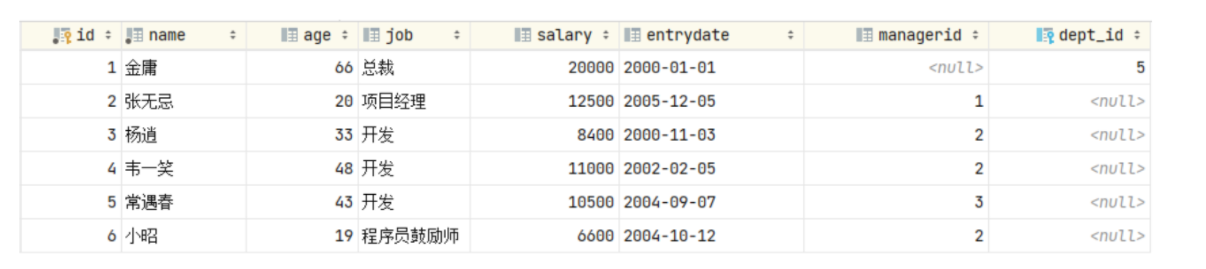 id name age job salary entrydate managerid dept_id
1 金庸 66 总裁 20000 2000-01-01 <null> 5
2 张无忌 20 项目经理 12500 2005-12-05 1 <null>
3 杨逍 33 开发 8400 2000-11-03 2 <null>
4 韦一笑 48 开发 11000 2002-02-05 2 <null>
5 常遇春 43 开发 10500 2004-09-07 3 <null>
6 小昭 19 程序员鼓励师 6600 2004-10-12 2 <null>